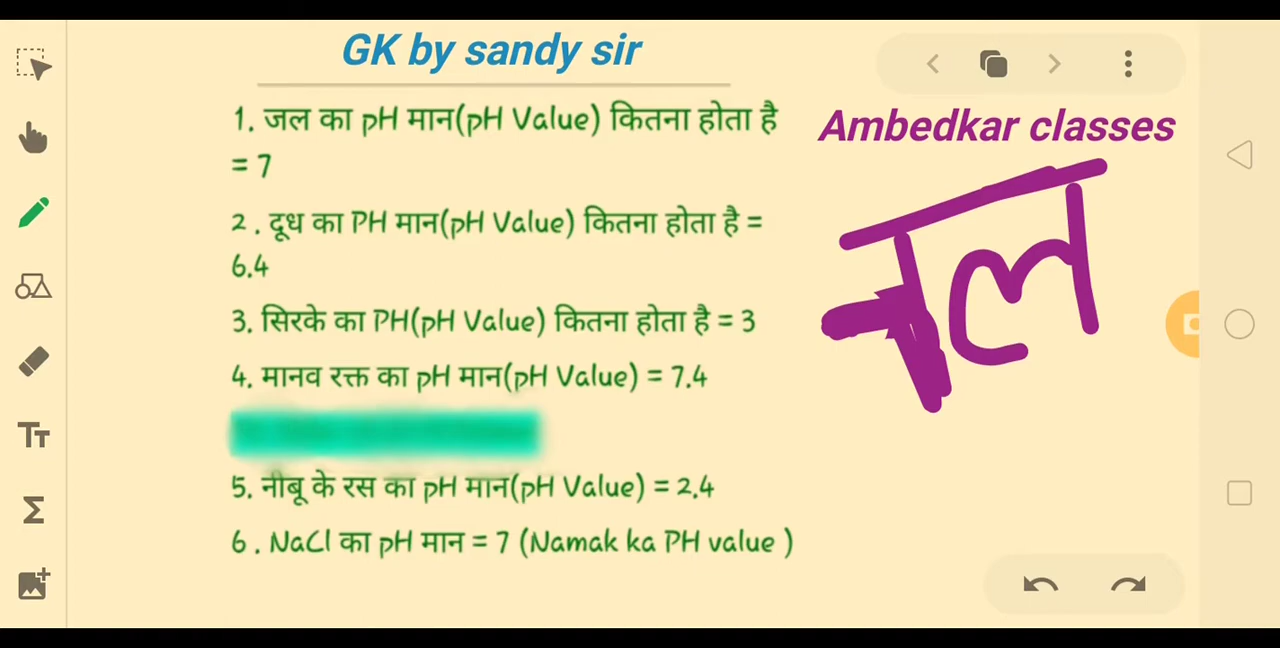 GK by sandy sir
Ambedkar classes
1. जल का pH मान(pH Value) कितना होता है
= 7
2 . दूध का PH मान(pH Value) कितना होता है =
6.4
3. सिरके का PH(pH Value) कितना होता है = 3
4. मानव रक्त का pH मान(pH Value) = 7.4
5. नीबू के रस का pH मान(pH Value) = 2.4
6 . NaCl का pH मान = 7 (Namak ka PH value )